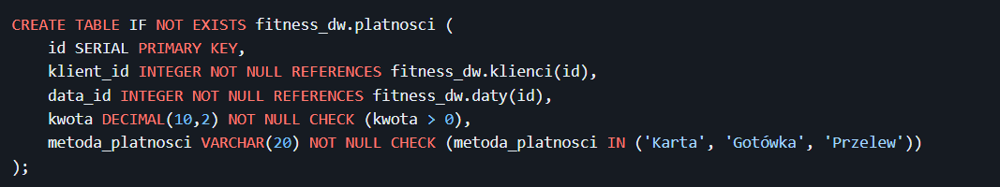 CREATE TABLE IF NOT EXISTS fitness_dw.platnosci (
    id SERIAL PRIMARY KEY,
    klient_id INTEGER NOT NULL REFERENCES fitness_dw.klienci(id),
    data_id INTEGER NOT NULL REFERENCES fitness_dw.daty(id),
    kwota DECIMAL(10,2) NOT NULL CHECK (kwota > 0),
    metoda_platnosci VARCHAR(20) NOT NULL CHECK (metoda_platnosci IN ('Karta', 'Gotówka', 'Przelew'))
);